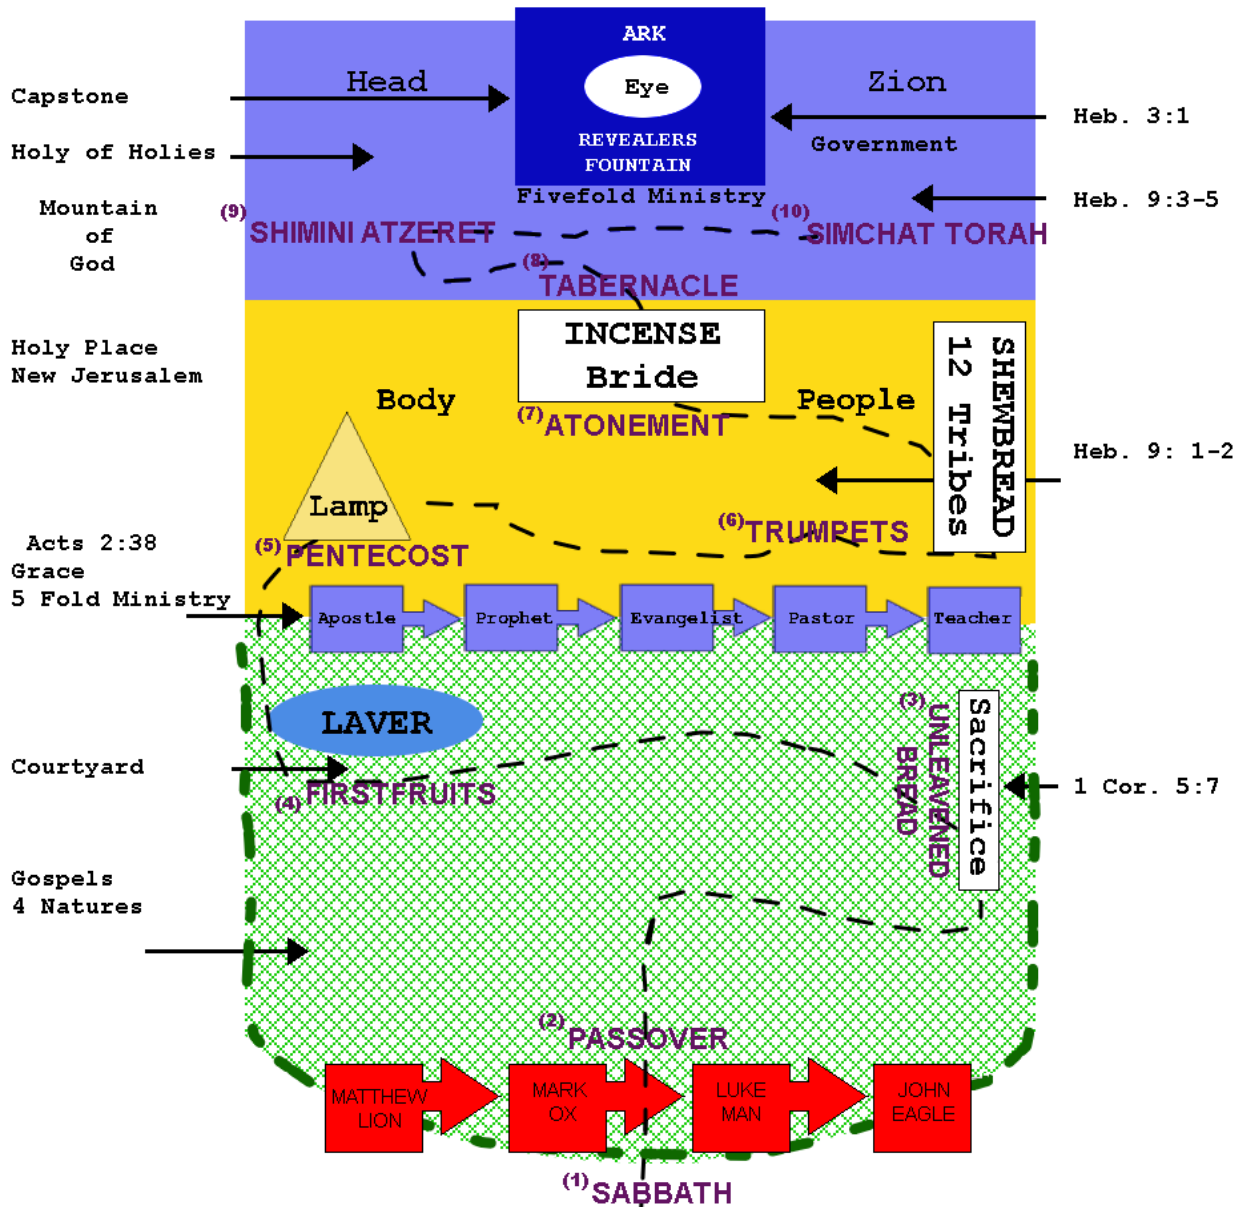 ARK
Head
Eye
Zion
Capstone
Heb. 3:1
REVEALERS
FOUNTAIN
Government
Holy of Holies
Fivefold Ministry
Heb. 9:3-5
Mountain
of
God
(9) SHIMINI ATZERET
(10) SIMCHAT TORAH
(8) TABERNACLE
Holy Place
New Jerusalem
INCENSE
Bride
SHEWBREAD
12 Tribes
Body
People
(7) ATONEMENT
Heb. 9: 1-2
Lamp
(6) TRUMPETS
(5) PENTECOST
Acts 2:38
Grace
5 Fold Ministry
Apostle
Prophet
Evangelist
Pastor
Teacher
LAVER
(3) UNLEAVENED
BREAD
Sacrifice
Courtyard
(4) FIRSTFRUITS
1 Cor. 5:7
Gospels
4 Natures
(2) PASSOVER
MATTHEW
LION
MARK
OX
LUKE
MAN
JOHN
EAGLE
(1) SABBATH